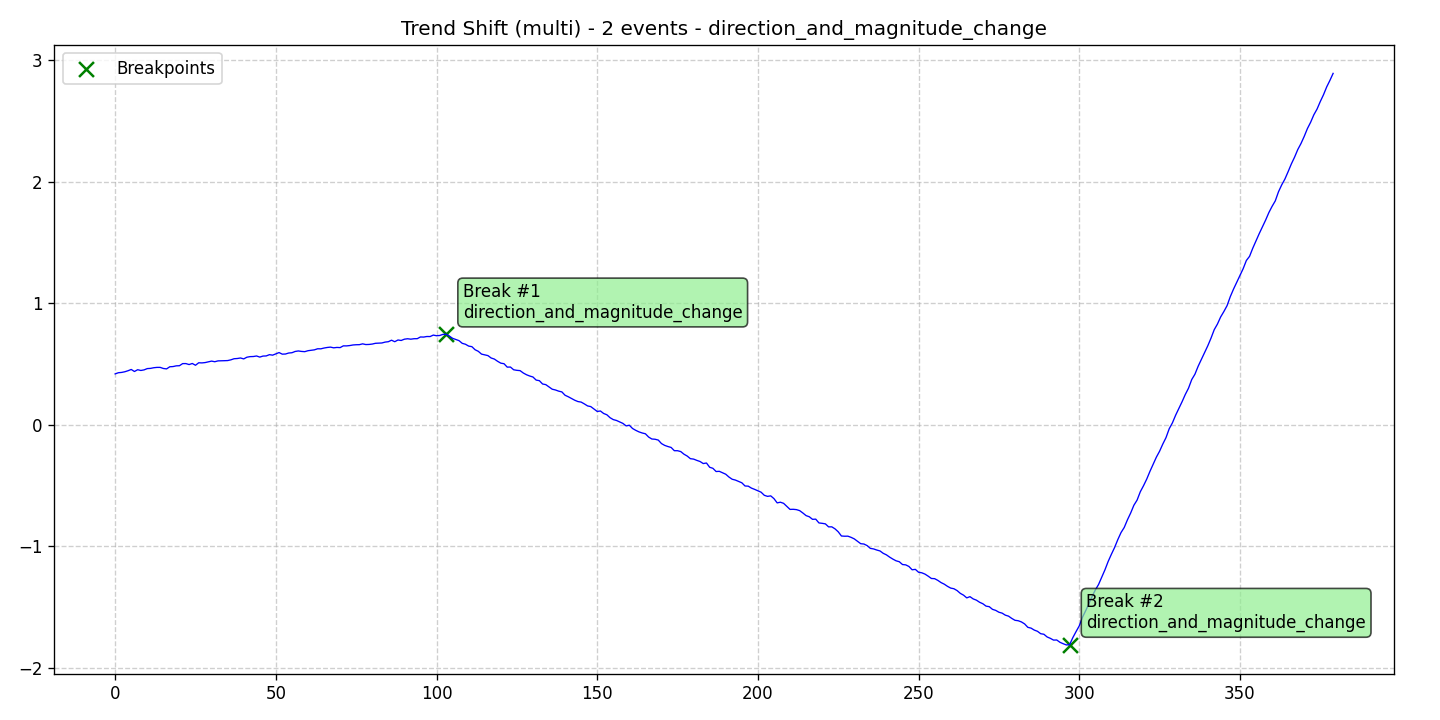 Trend Shift (multi) - 2 events - direction_and_magnitude_change
Breakpoints
3
2
1
0
−1
−2
Break #1
direction_and_magnitude_change
Break #2
direction_and_magnitude_change
0 50 100 150 200 250 300 350